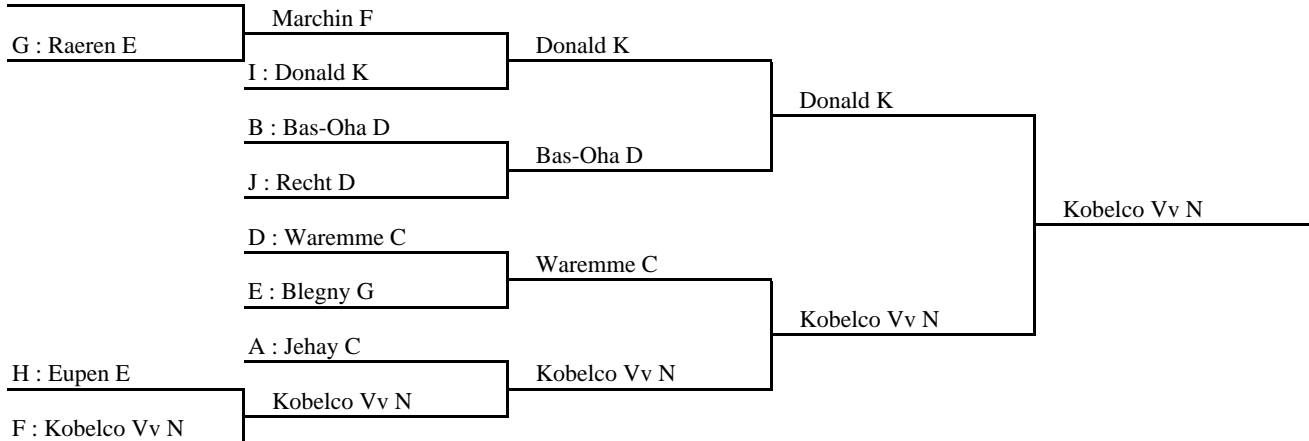 Marchin F
G : Raeren E
Donald K
I : Donald K
Donald K
B : Bas-Oha D
Bas-Oha D
J : Recht D
Kobelco Vv N
D : Waremme C
Waremme C
E : Blegny G
Kobelco Vv N
A : Jehay C
H : Eupen E
Kobelco Vv N
Kobelco Vv N
F : Kobelco Vv N